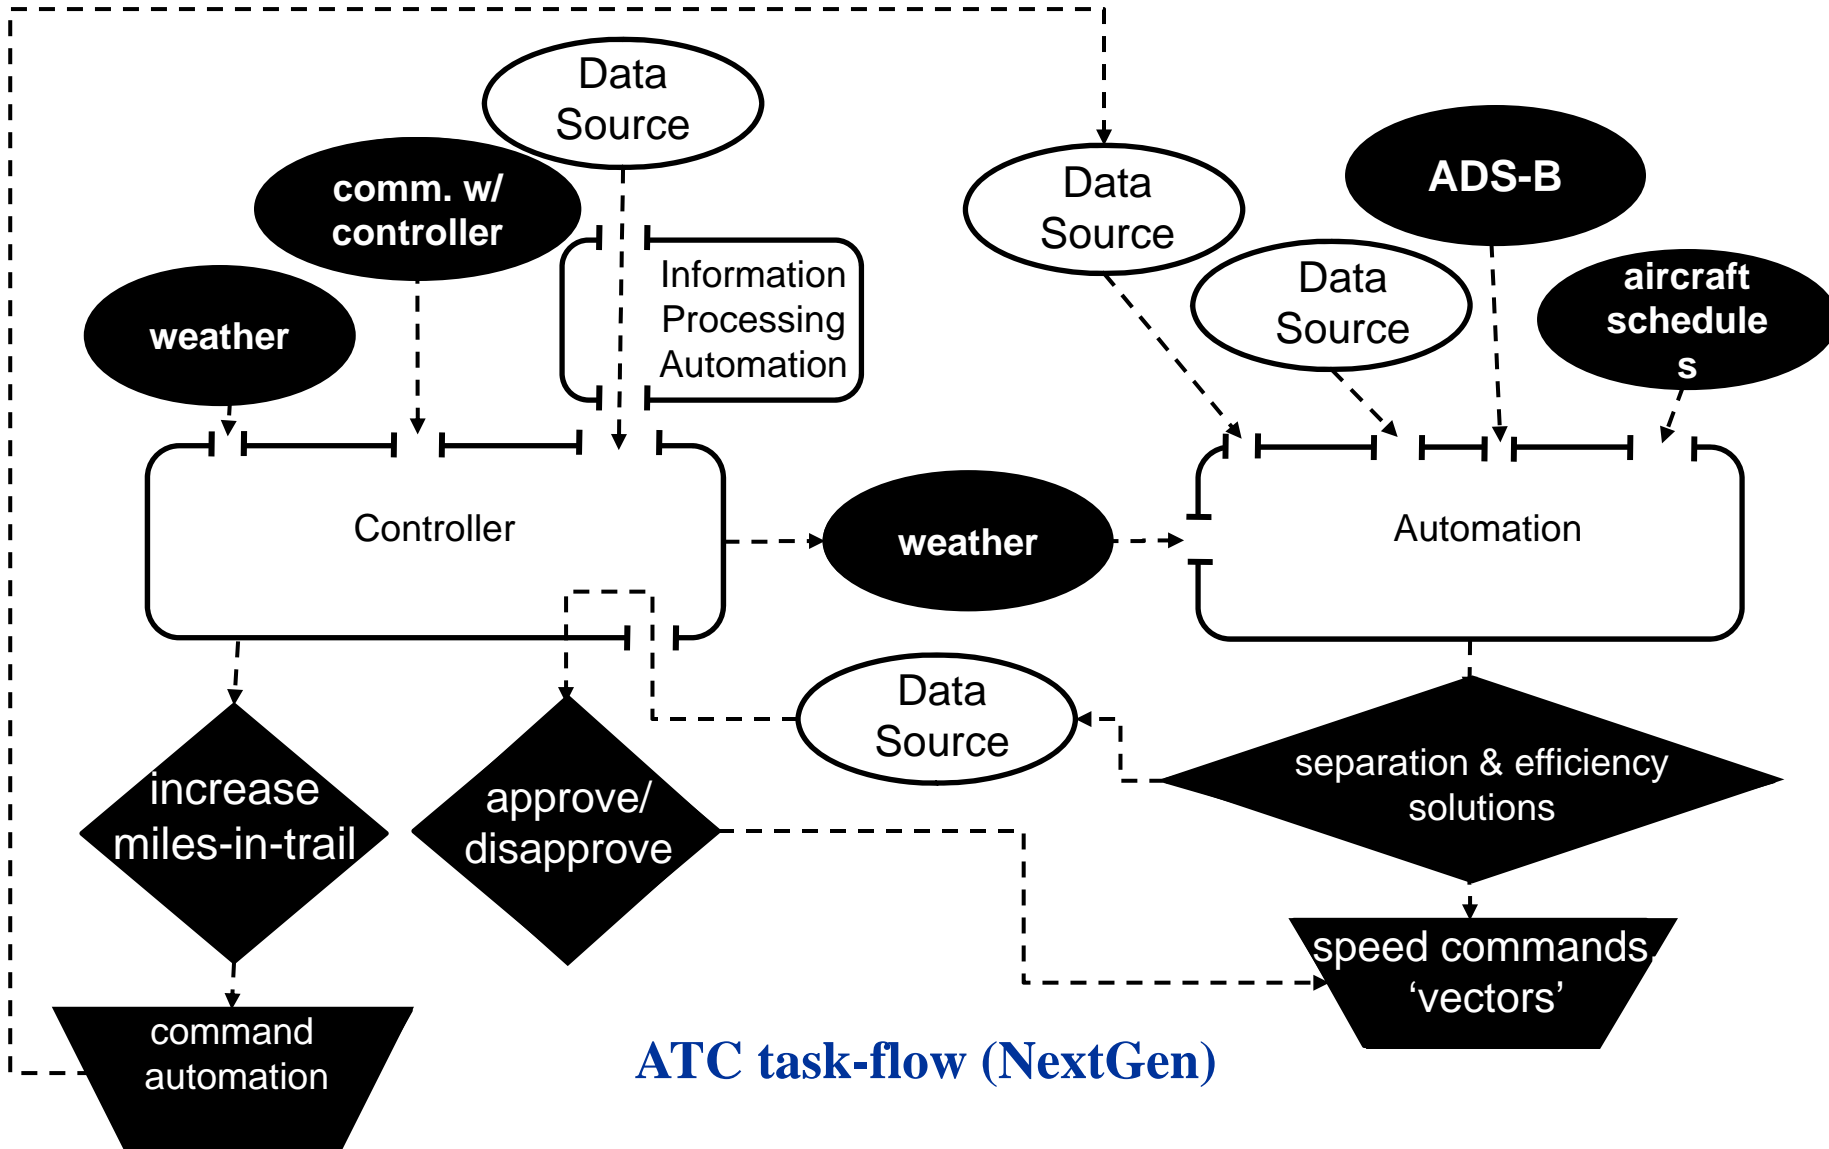 Data
Source
comm. w/
controller
weather
Information
Processing
Automation
Data
Source
ADS-B
Data
Source
aircraft
schedule
s
Controller
weather
Automation
Data
Source
increase
miles-in-trail
approve/
disapprove
separation & efficiency
solutions
command
automation
speed commands,
‘vectors’
ATC task-flow (NextGen)